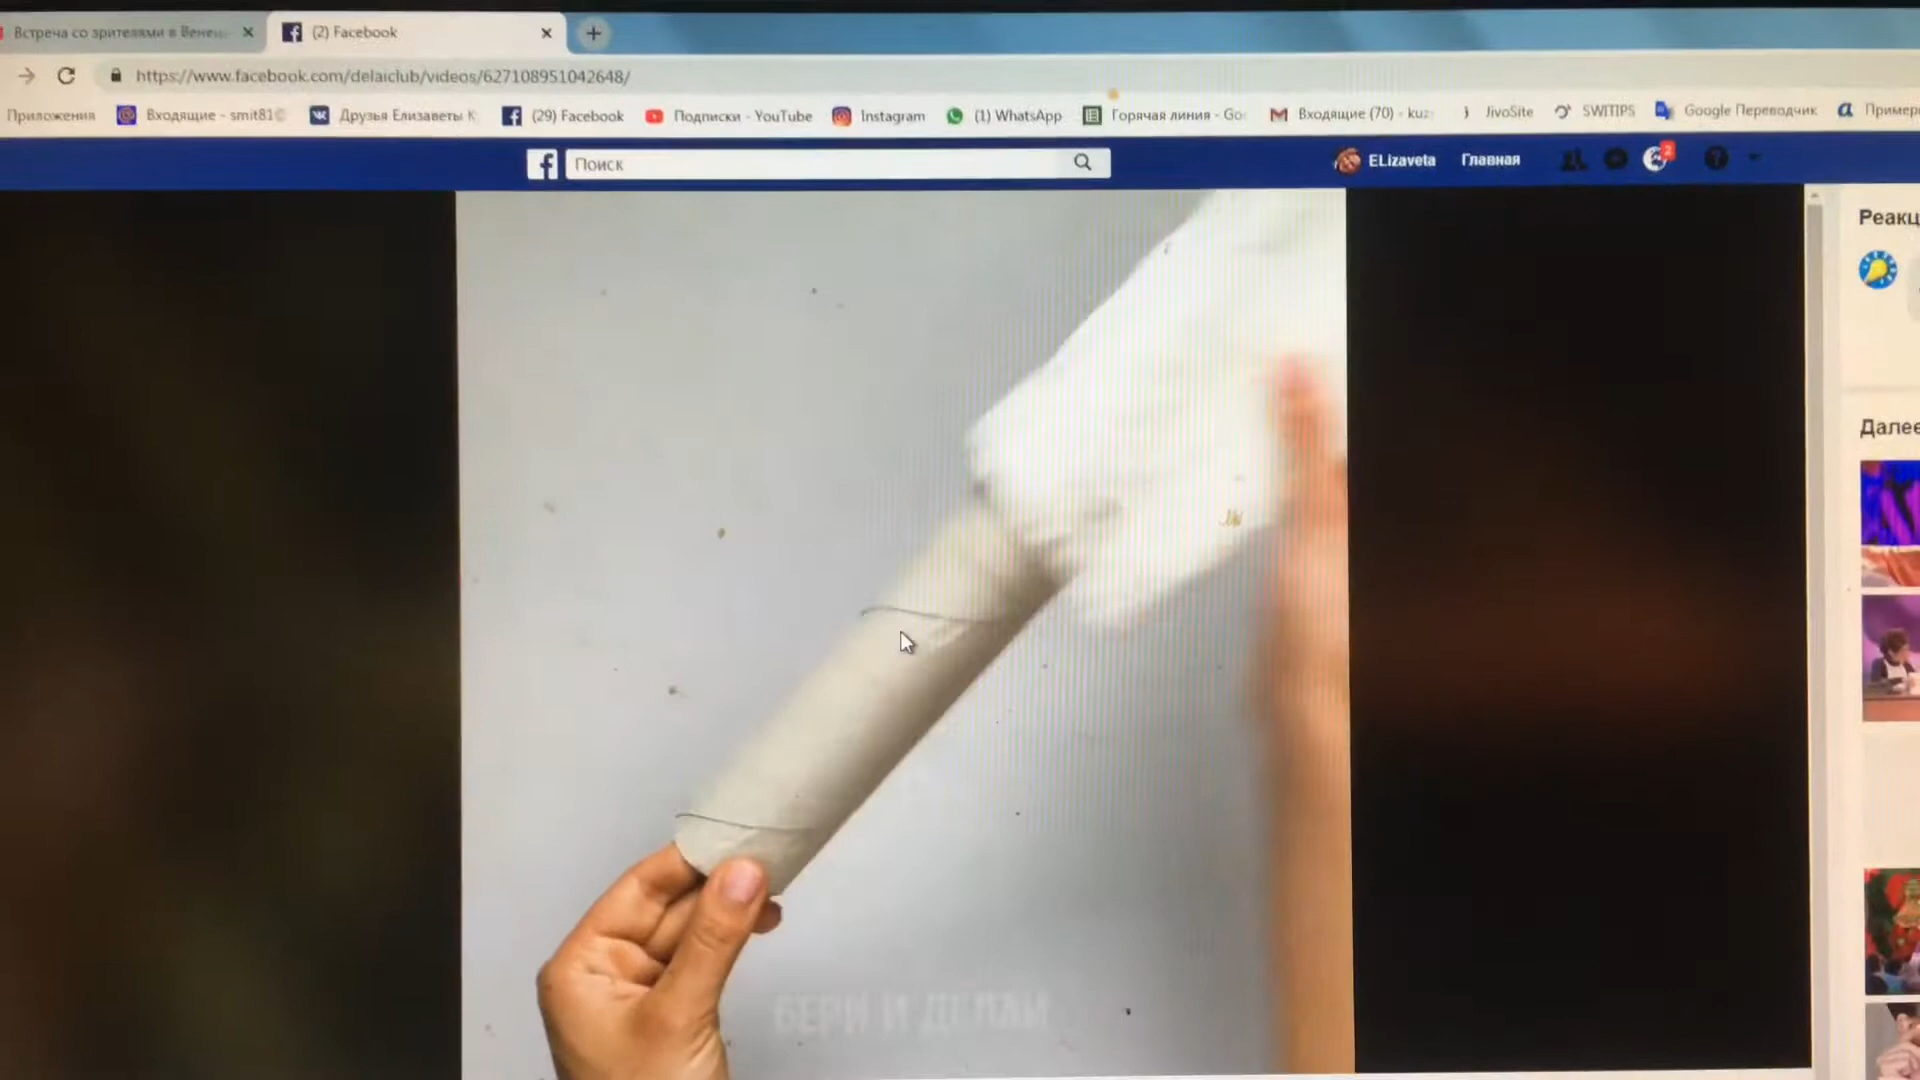 Встреча со зрителями в Венец
(2) Facebook
https://www.facebook.com/delaiclub/videos/627108951042648/
Приложения
Входящие - smit81@
Друзья Елизаветы К
(29) Facebook
Подписки - YouTube
Instagram
(1) WhatsApp
Горячая линия - Go
Входящие (70) - kuz
JivoSite
SWITIPS
Google Переводчик
Пример
Поиск
ELizaveta
Главная
2
Реакц
Далее
БЕРИ И ДЕЛАЙ